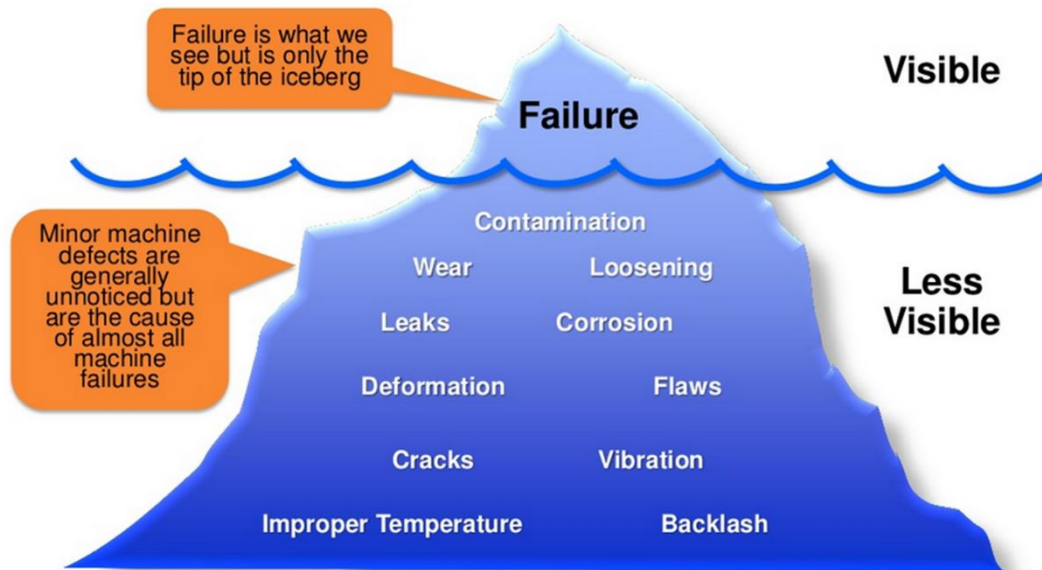 Failure is what we
see but is only the
tip of the iceberg
Visible
Failure
Minor machine
defects are
generally
unnoticed but
are the cause
of almost all
machine
failures
Contamination
Wear Loosening
Less
Visible
Leaks Corrosion
Deformation Flaws
Cracks Vibration
Improper Temperature Backlash